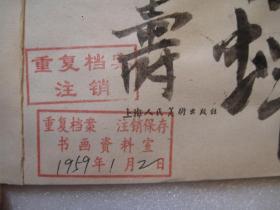 寿
重复档案
注销
上海人民美术出版社
重复档案 注销保存
书画资料室
1959年1月2日